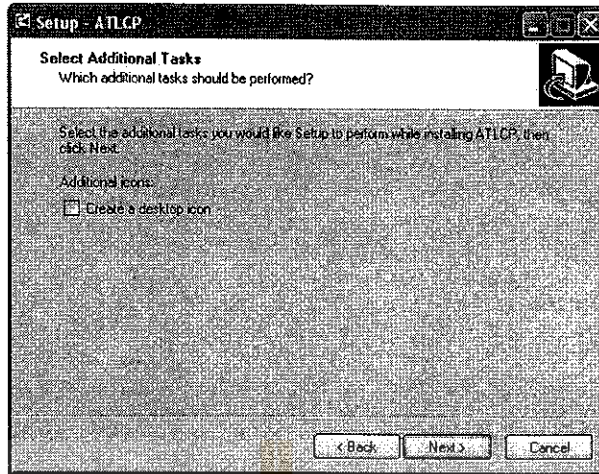 Setup - ATLCP
Select Additional Tasks
Which additional tasks should be performed?
Select the additional tasks you would like Setup to perform while installing ATLCP, then
click Next.
Additional icons:
Create a desktop icon
< Back
Next >
Cancel